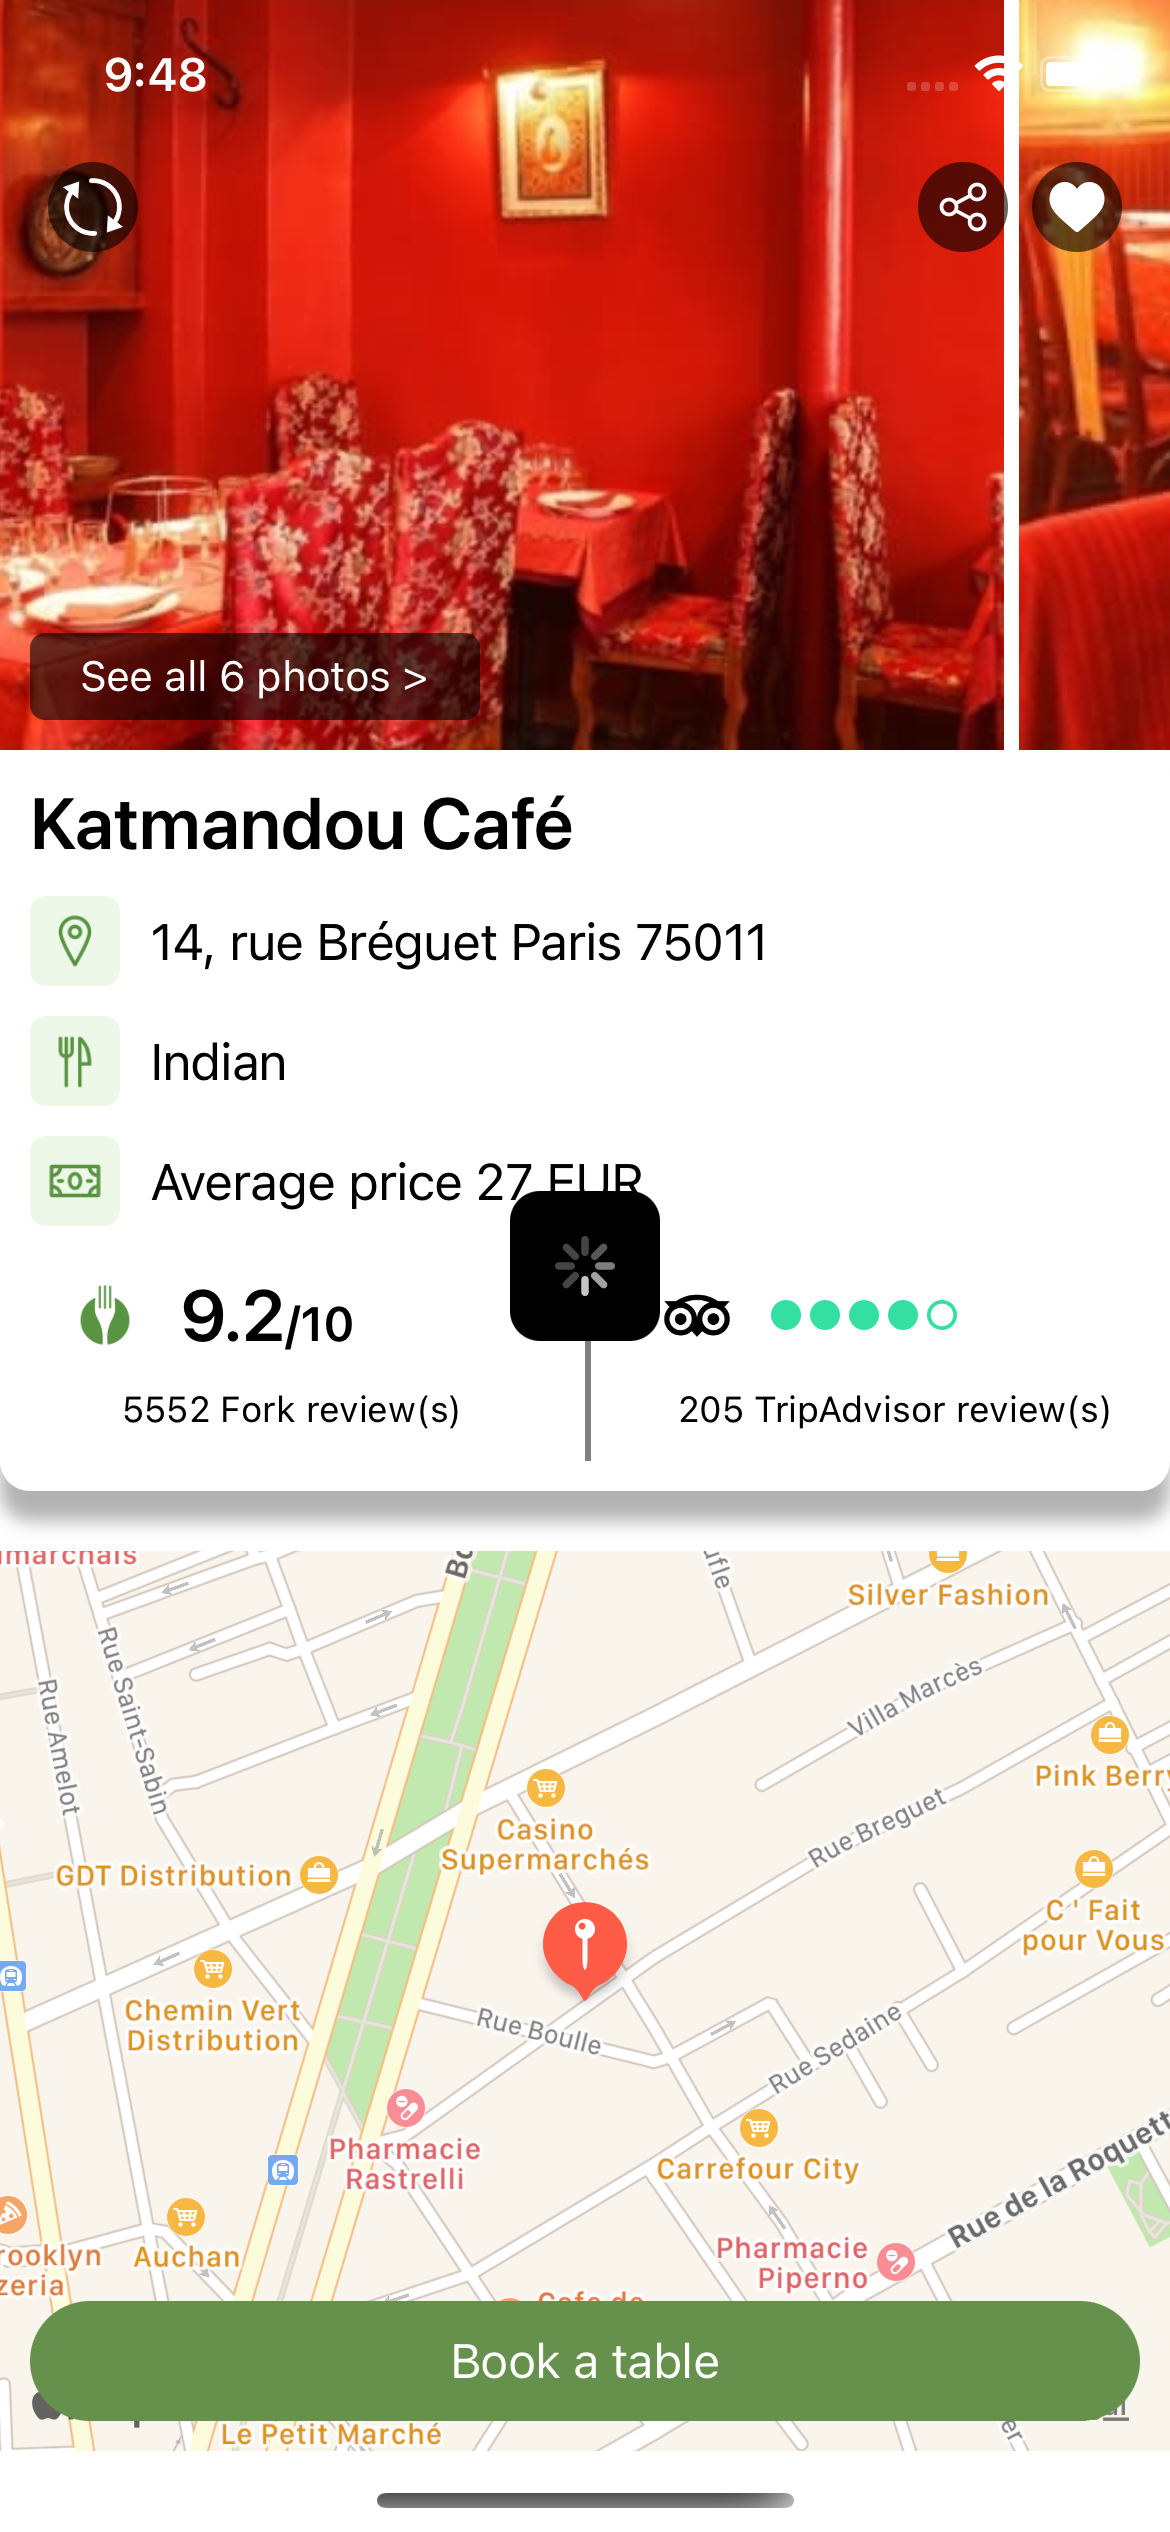 9:48
See all 6 photos >
Katmandou Café
14, rue Bréguet Paris 75011
Indian
Average price 27 EUR
9.2/10
5552 Fork review(s)
205 TripAdvisor review(s)
Silver Fashion
Rue Saint-Sabin
Rue Amelot
Villa Marcès
Pink Berry
Casino
Supermarchés
Rue Breguet
GDT Distribution
C ' Fait
pour Vous
Chemin Vert
Distribution
Rue Boulle
Rue Sedaine
Pharmacie
Rastrelli
Carrefour City
Rue de la Roquett
Auchan
Pharmacie
Piperno
rooklyn
zeria
Cafe de
Book a table
Le Petit Marché